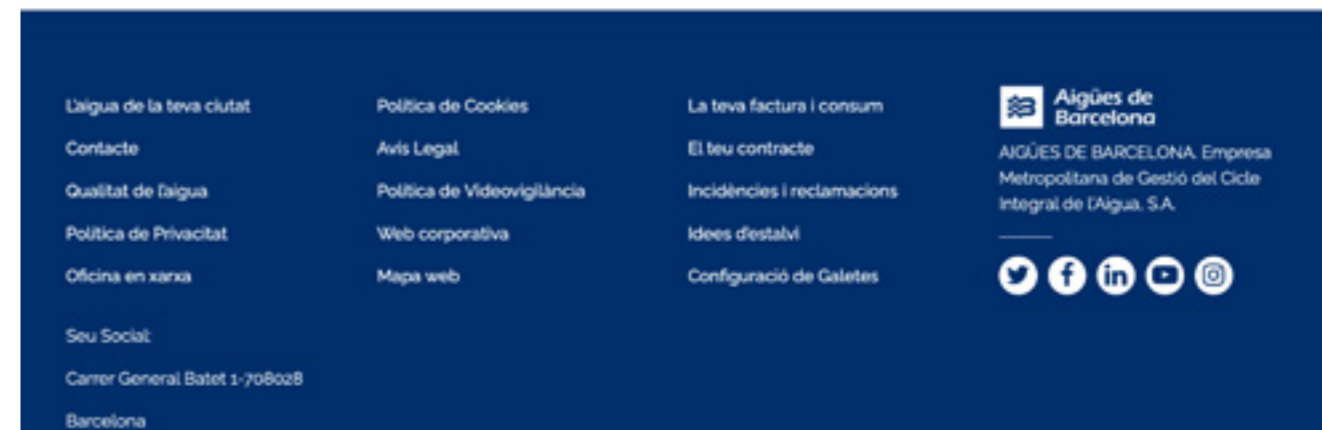 L'aigua de la teva ciutat
Contacte
Qualitat de l'aigua
Política de Privacitat
Oficina en xarxa
Seu Social:
Carrer General Batet 1-708028
Barcelona
Política de Cookies
Avís Legal
Política de Videovigilància
Web corporativa
Mapa web
La teva factura i consum
El teu contracte
Incidències i reclamacions
Idees d'estalvi
Configuració de Galetes
Aigües de
Barcelona
AIGÜES DE BARCELONA, Empresa
Metropolitana de Gestió del Cicle
Integral de l'Aigua, S.A.